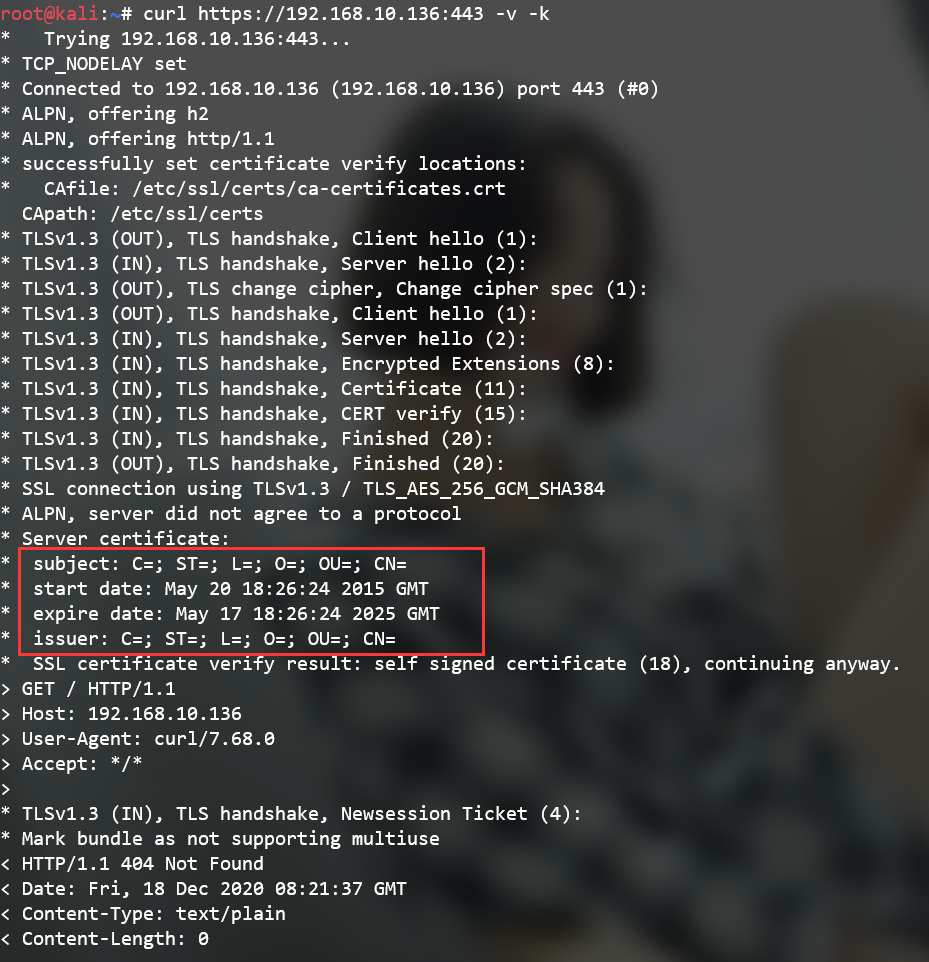 root@kali:~# curl https://192.168.10.136:443 -v -k
*   Trying 192.168.10.136:443...
* TCP_NODELAY set
* Connected to 192.168.10.136 (192.168.10.136) port 443 (#0)
* ALPN, offering h2
* ALPN, offering http/1.1
* successfully set certificate verify locations:
*   CAfile: /etc/ssl/certs/ca-certificates.crt
  CApath: /etc/ssl/certs
* TLSv1.3 (OUT), TLS handshake, Client hello (1):
* TLSv1.3 (IN), TLS handshake, Server hello (2):
* TLSv1.3 (OUT), TLS change cipher, Change cipher spec (1):
* TLSv1.3 (OUT), TLS handshake, Client hello (1):
* TLSv1.3 (IN), TLS handshake, Server hello (2):
* TLSv1.3 (IN), TLS handshake, Encrypted Extensions (8):
* TLSv1.3 (IN), TLS handshake, Certificate (11):
* TLSv1.3 (IN), TLS handshake, CERT verify (15):
* TLSv1.3 (IN), TLS handshake, Finished (20):
* TLSv1.3 (OUT), TLS handshake, Finished (20):
* SSL connection using TLSv1.3 / TLS_AES_256_GCM_SHA384
* ALPN, server did not agree to a protocol
* Server certificate:
*  subject: C=; ST=; L=; O=; OU=; CN=
*  start date: May 20 18:26:24 2015 GMT
*  expire date: May 17 18:26:24 2025 GMT
*  issuer: C=; ST=; L=; O=; OU=; CN=
*  SSL certificate verify result: self signed certificate (18), continuing anyway.
> GET / HTTP/1.1
> Host: 192.168.10.136
> User-Agent: curl/7.68.0
> Accept: */*
>
* TLSv1.3 (IN), TLS handshake, Newsession Ticket (4):
* Mark bundle as not supporting multiuse
< HTTP/1.1 404 Not Found
< Date: Fri, 18 Dec 2020 08:21:37 GMT
< Content-Type: text/plain
< Content-Length: 0